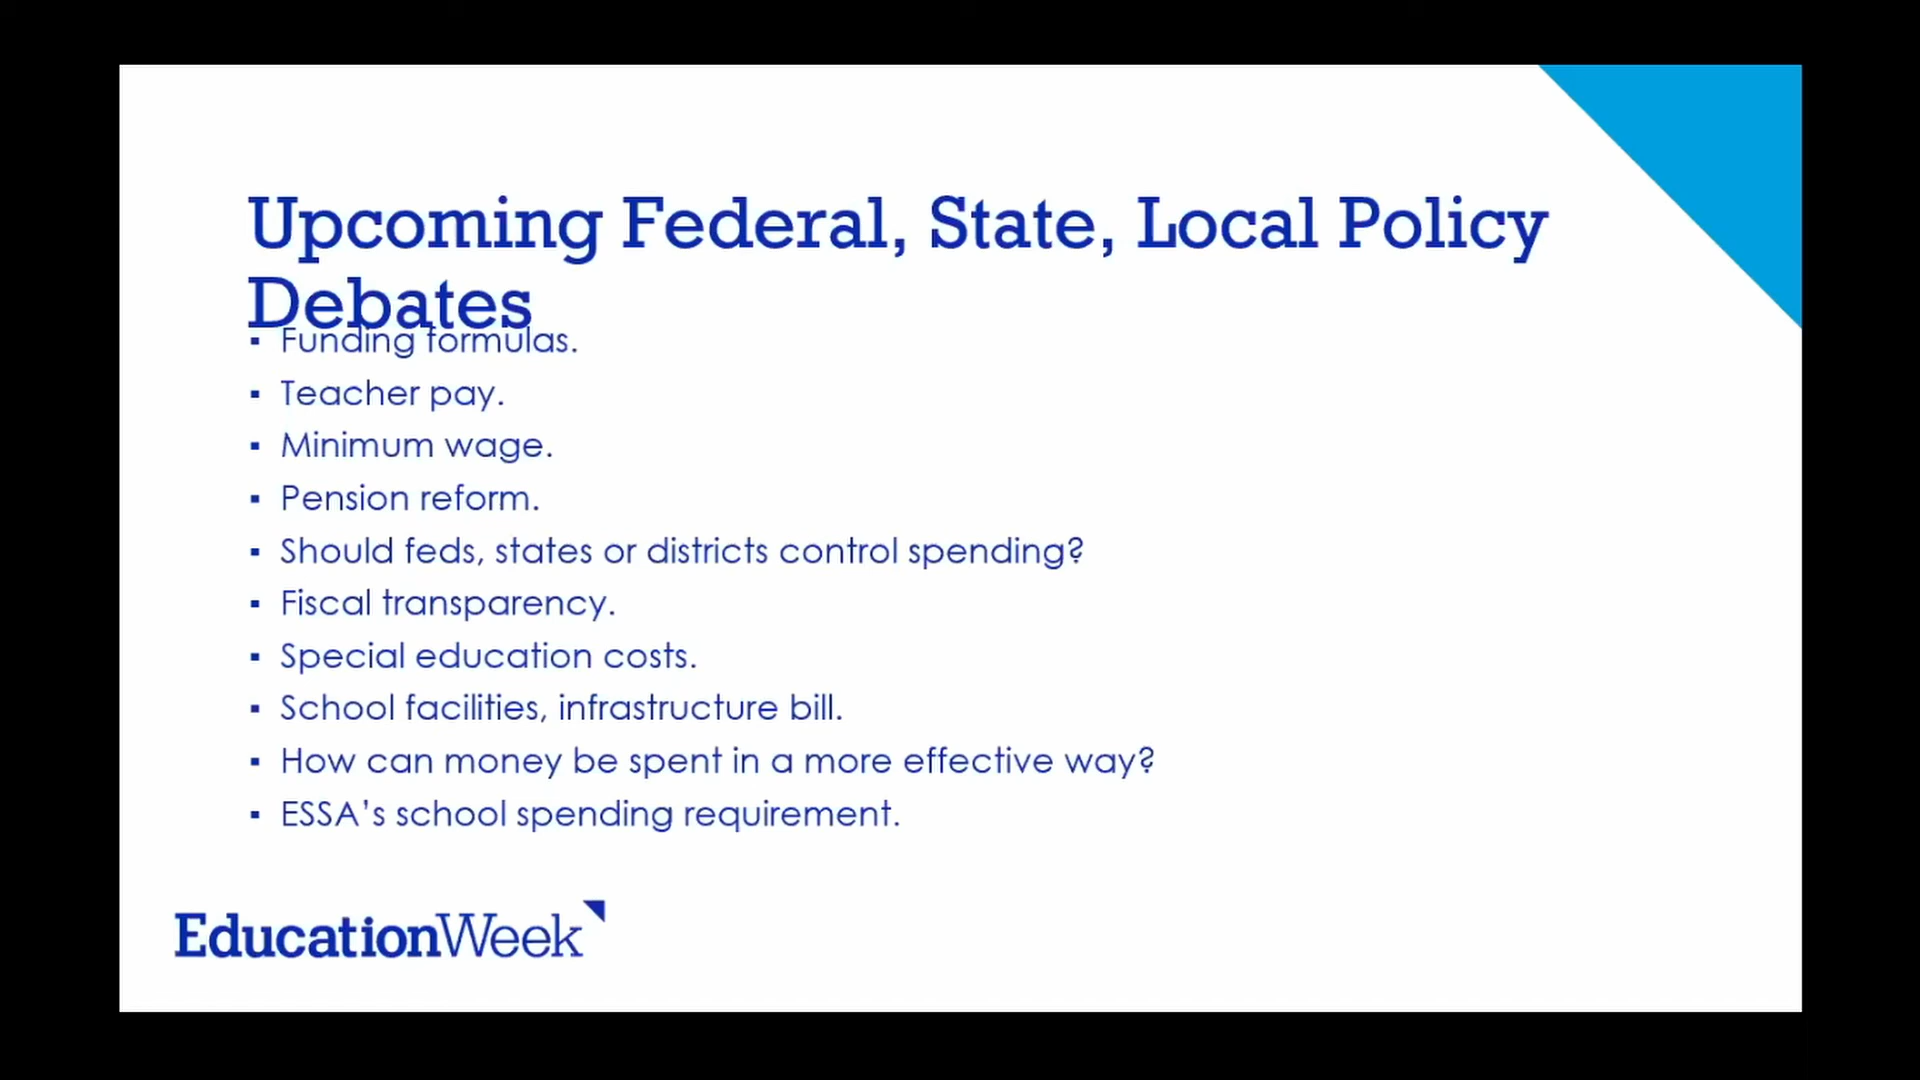 Upcoming Federal, State, Local Policy
Debates
▪ Funding formulas.
▪ Teacher pay.
▪ Minimum wage.
▪ Pension reform.
▪ Should feds, states or districts control spending?
▪ Fiscal transparency.
▪ Special education costs.
▪ School facilities, infrastructure bill.
▪ How can money be spent in a more effective way?
▪ ESSA’s school spending requirement.
EducationWeek